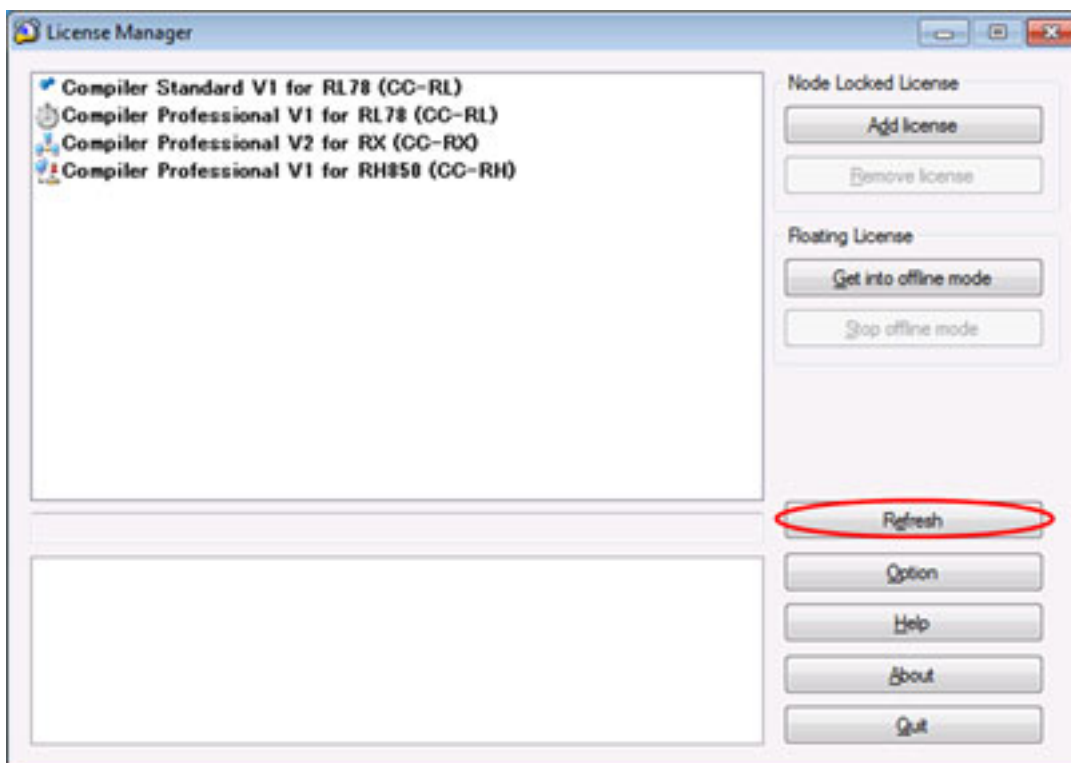 License Manager
Compiler Standard V1 for RL78 (CC-RL)
Compiler Professional V1 for RL78 (CC-RL)
Compiler Professional V2 for RX (CC-RX)
Compiler Professional V1 for RH850 (CC-RH)
Node Locked License
Add license
Remove license
Floating License
Get into offline mode
Stop offline mode
Refresh
Option
Help
About
Quit